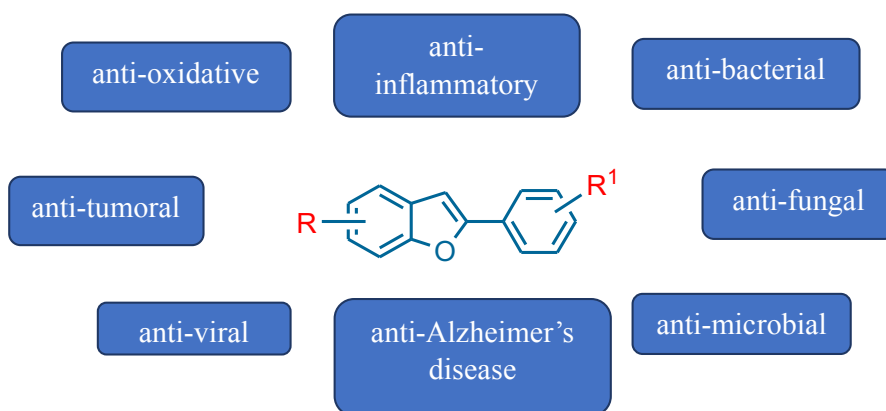 anti-oxidative
anti-
inflammatory
anti-bacterial
anti-tumoral
R
O
R¹
anti-fungal
anti-viral
anti-Alzheimer’s
disease
anti-microbial